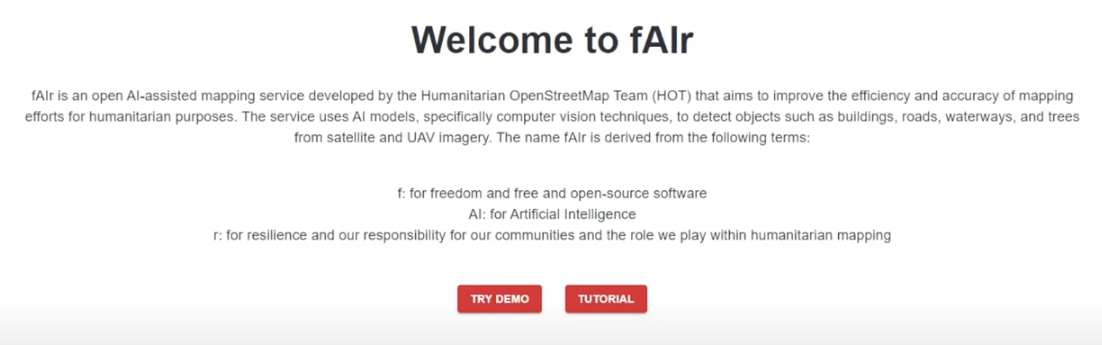 Welcome to fAIr
fAIr is an open AI-assisted mapping service developed by the Humanitarian OpenStreetMap Team (HOT) that aims to improve the efficiency and accuracy of mapping
efforts for humanitarian purposes. The service uses AI models, specifically computer vision techniques, to detect objects such as buildings, roads, waterways, and trees
from satellite and UAV imagery. The name fAIr is derived from the following terms:
f: for freedom and free and open-source software
AI: for Artificial Intelligence
r: for resilience and our responsibility for our communities and the role we play within humanitarian mapping
TRY DEMO TUTORIAL